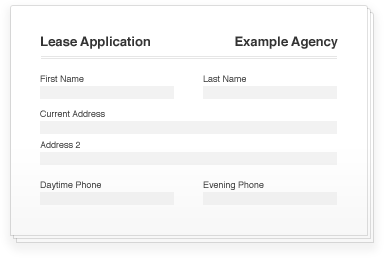 Lease Application Example Agency
First Name Last Name
Current Address
Address 2
Daytime Phone Evening Phone